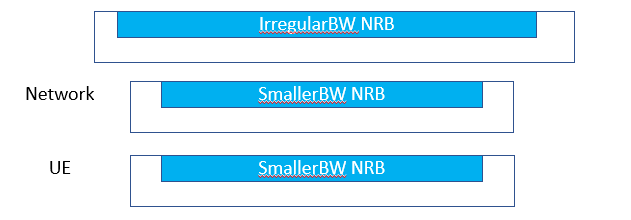 IrregularBW NRB
Network SmallerBW NRB
UE SmallerBW NRB